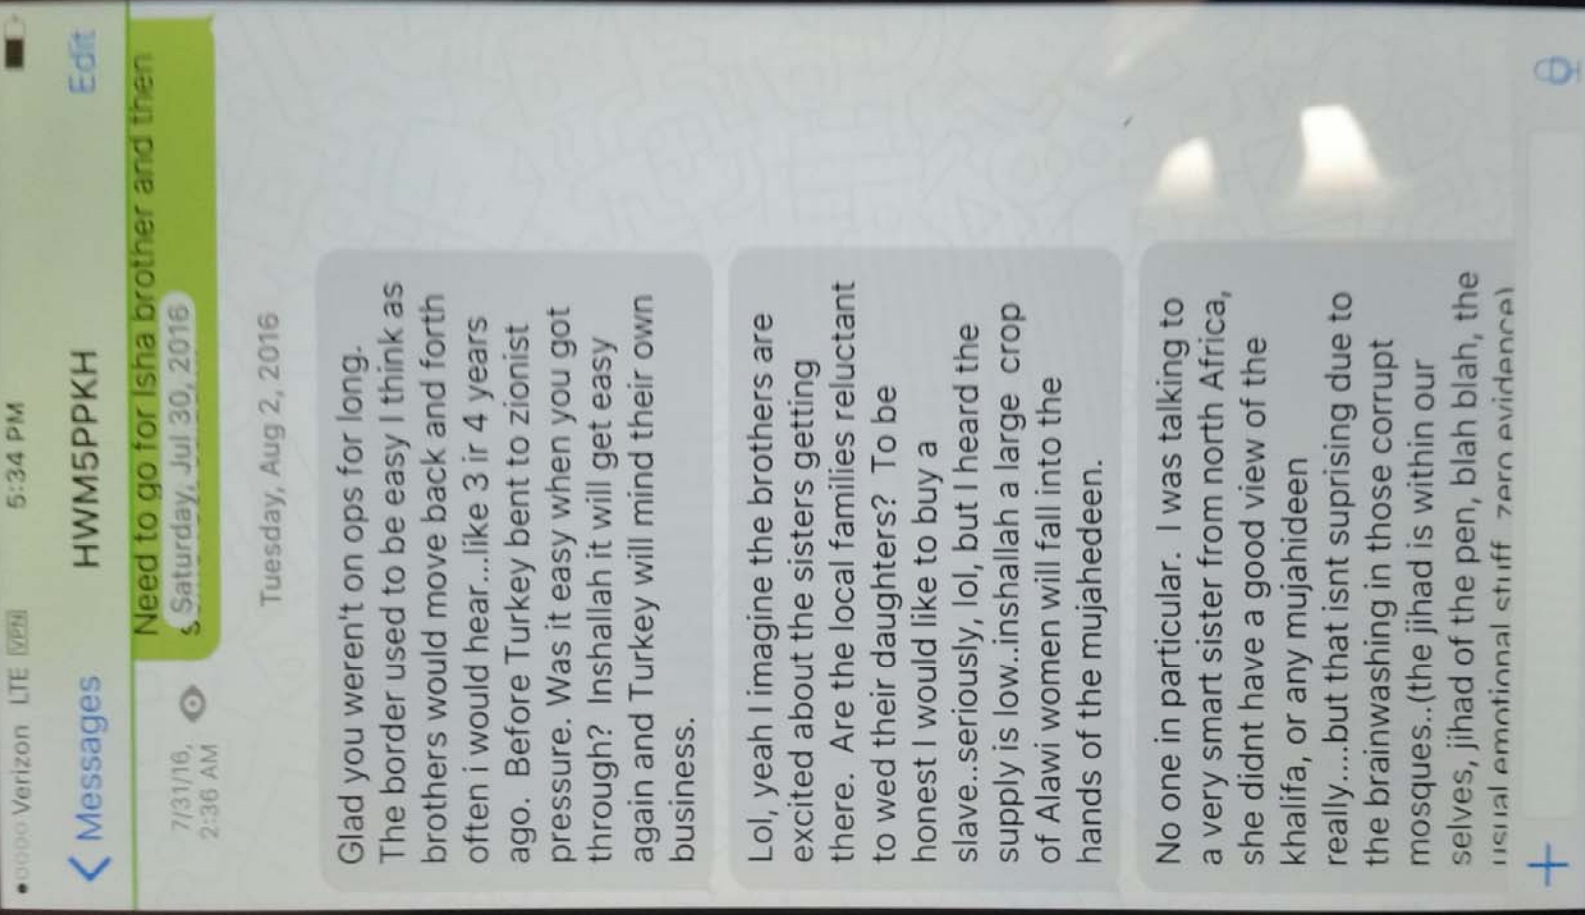 Verizon LTE VPN 5:34 PM
Messages HWM5PPKH Edit
Need to go for Isha brother and then
Saturday, Jul 30, 2016
7/31/16,
2:36 AM
Tuesday, Aug 2, 2016
Glad you weren't on ops for long.
The border used to be easy I think as
brothers would move back and forth
often i would hear...like 3 ir 4 years
ago. Before Turkey bent to zionist
pressure. Was it easy when you got
through? Inshallah it will get easy
again and Turkey will mind their own
business.
Lol, yeah I imagine the brothers are
excited about the sisters getting
there. Are the local families reluctant
to wed their daughters? To be
honest I would like to buy a
slave..seriously, lol, but I heard the
supply is low..inshallah a large crop
of Alawi women will fall into the
hands of the mujahedeen.
No one in particular. I was talking to
a very smart sister from north Africa,
she didnt have a good view of the
khalifa, or any mujahideen
really....but that isnt suprising due to
the brainwashing in those corrupt
mosques..(the jihad is within our
selves, jihad of the pen, blah blah, the
usual emotional stuff zero evidence)